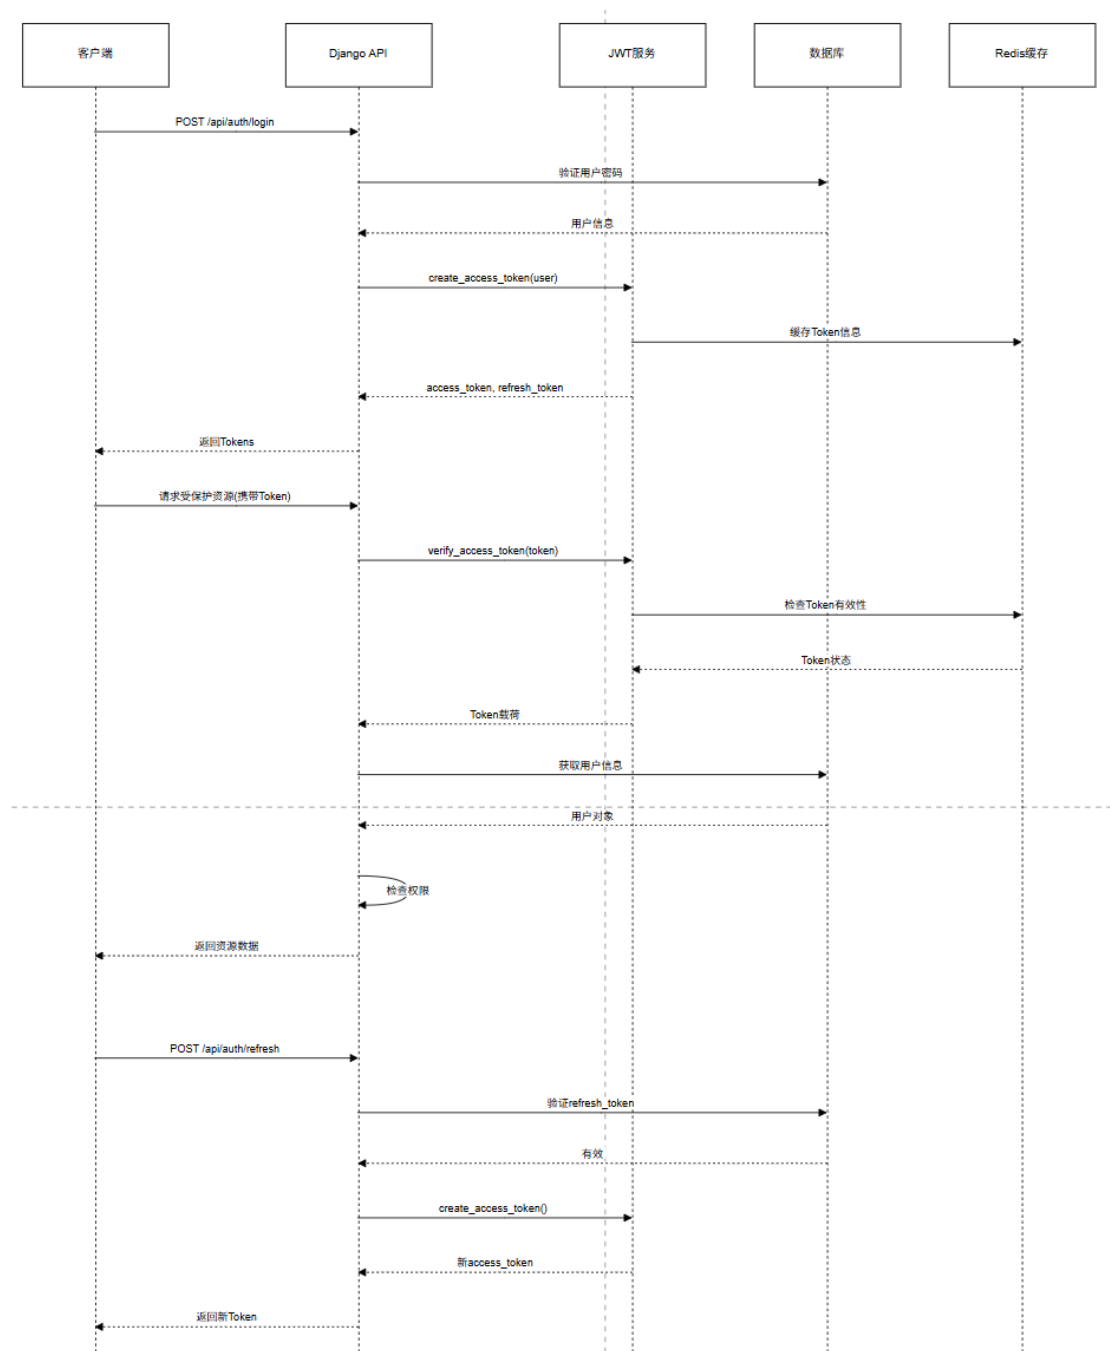 客户端
Django API
JWT服务
数据库
Redis缓存
POST /api/auth/login
验证用户密码
用户信息
create_access_token(user)
缓存Token信息
access_token, refresh_token
返回Tokens
请求受保护资源(携带Token)
verify_access_token(token)
检查Token有效性
Token状态
Token载荷
获取用户信息
用户对象
检查权限
返回资源数据
POST /api/auth/refresh
验证refresh_token
有效
create_access_token()
新access_token
返回新Token